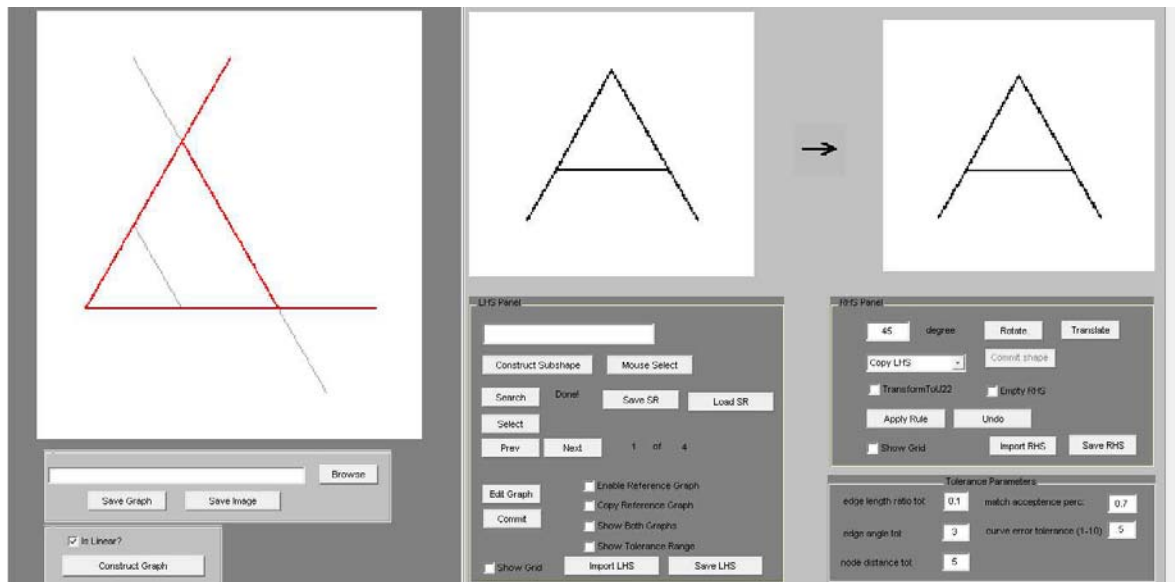 Browse
Save Graph Save Image
Is Linear?
Construct Graph
LHS Panel
Construct Subshape Mouse Select
Search Done! Save SR Load SR
Select
Prev Next 1 of 4
Enable Reference Graph
Edit Graph
Copy Reference Graph
Commit
Show Both Graphs
Show Tolerance Range
Show Grid Import LHS Save LHS
RHS Panel
45 degree Rotate Translate
Copy LHS Commit shape
TransformToU22 Empty RHS
Apply Rule Undo
Show Grid Import RHS Save RHS
Tolerance Parameters
edge length ratio tol: 0.1 match acceptence perc: 0.7
edge angle tol 3 curve error tolerance (1-10) 5
node distance tol: 5